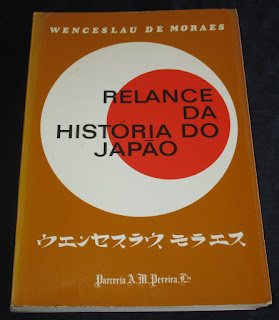 WENCESLAU DE MORAES
RELANCE
DA
HISTÓRIA DO
JAPÃO
ウエンセスラウ、モラエス
Parceria A. M. Pereira, L.da